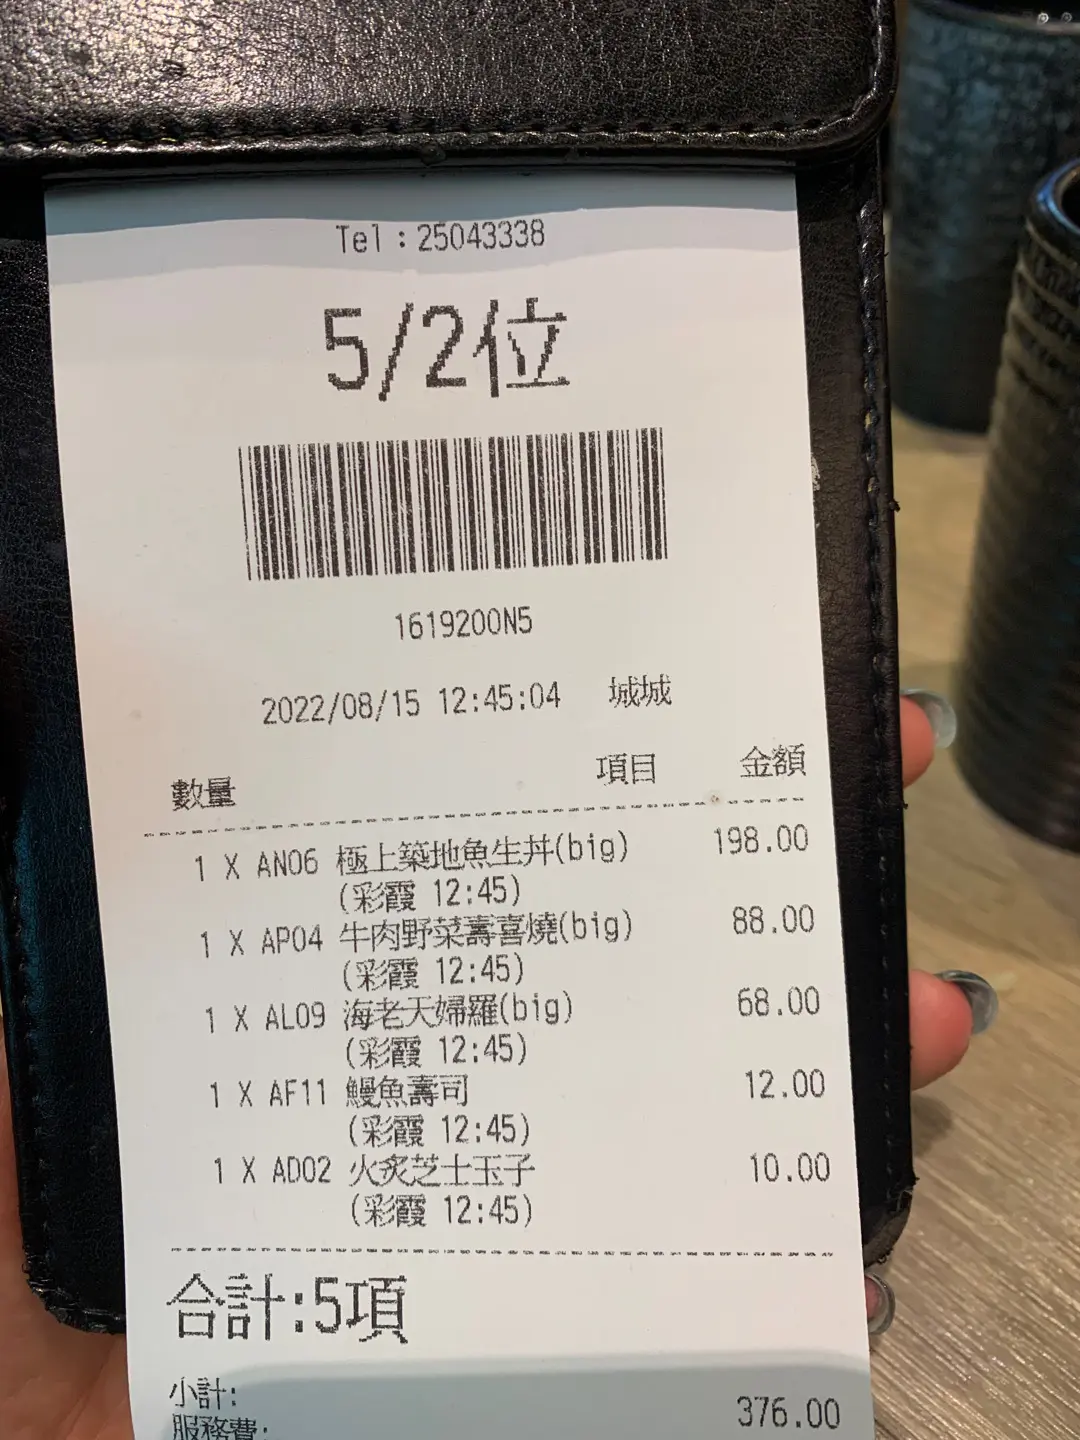 Tel：25043338
5/2位
1619200N5
2022/08/15 12:45:04 城城
數量 項目 金額
1 X AN06 極上築地魚生丼(big) 198.00
(彩霞 12:45)
1 X AP04 牛肉野菜壽喜燒(big) 88.00
(彩霞 12:45)
1 X AL09 海老天婦羅(big) 68.00
(彩霞 12:45)
1 X AF11 鰻魚壽司 12.00
(彩霞 12:45)
1 X AD02 火炙芝士玉子 10.00
(彩霞 12:45)
合計:5項
小計: 376.00
服務費: